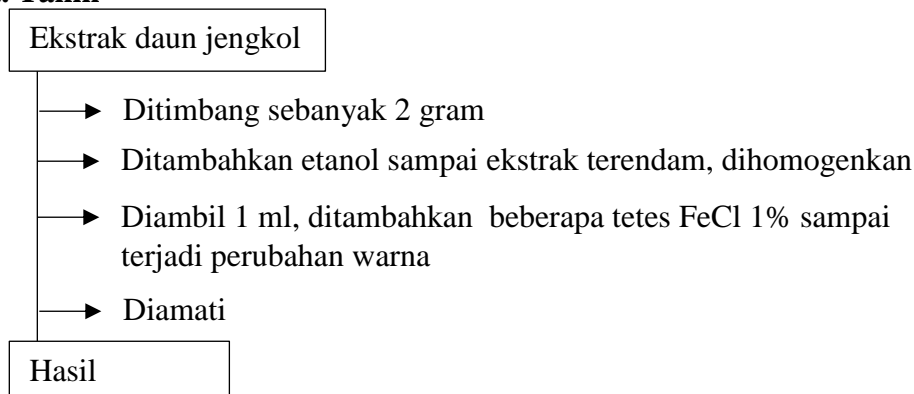 Ekstrak daun jengkol
Ditimbang sebanyak 2 gram
Ditambahkan etanol sampai ekstrak terendam, dihomogenkan
Diambil 1 ml, ditambahkan beberapa tetes FeCl 1% sampai
terjadi perubahan warna
Diamati
Hasil